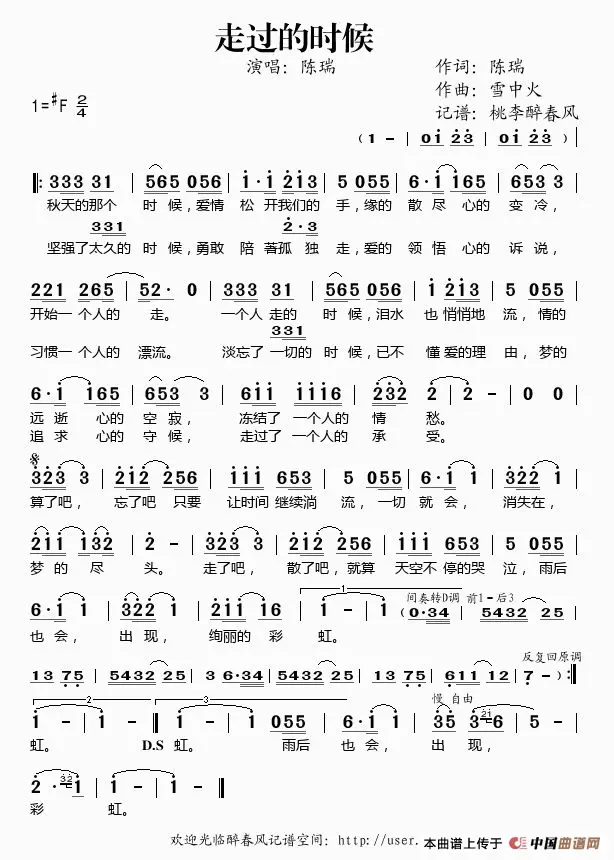 走过的时候
演唱：陈瑞
作词：陈瑞
作曲：雪中火
记谱：桃李醉春风
1=#F 2/4
(1 - | 0i 23 | 0i 23) |
‖: 333 31 | 565 056 | i·i 2i3 | 5 055 | 6·i i65 | 653 3 |
秋天的那个 时候，爱情 松开我们的 手，缘的 散尽 心的 变冷，
331 2·3
坚强了太久的 时候，勇敢 陪著孤独 走，爱的 领悟 心的 诉说，
221 265 | 52· 0 | 333 331 | 565 056 | i 2i3 | 5 055 |
开始一个人的 走。 一个人 走的 时候，泪水 也悄悄地 流，情的
331
习惯一个人的 漂流。 淡忘了 一切的 时候，已不 懂爱的理由，梦的
6·i i65 | 653 3 | 6ii iii6 | 232 2 | 2 - | 0 0 |
远逝 心的 空寂， 冻结了 一个人的 情 愁。
追求 心的 守候， 走过了 一个人的 承 受。
323 3 | 2i2 256 | iii 653 | 5 055 | 6·i i | 322 i |
算了吧， 忘了吧 只要 让时间 继续淌 流，一切 就会， 消失在，
2ii i32 | 2 - | 323 3 | 2i2 256 | iii 653 | 5 055 |
梦的 尽 头。 走了吧， 散了吧，就算 天空不 停的哭 泣，雨后
1 间奏转D调 前1=后3
6·i i | 322 i | 2ii i6 | i - | i - (0·34 | 5432 25 |
也会， 出现， 绚丽的 彩 虹。
反复回原调
13 75 | 5432 25 | 3 6·34 | 5432 25 | 13 75 | 611 12 | 7 -) :‖
2 3 慢 自由
i - | i - ‖ i - | i 055 | 6·i i | 35 3 2i6 | 5 - |
虹。 D.S 虹。 雨后 也会， 出 现，
2·32i | i - | i - ‖
彩 虹。
欢迎光临醉春风记谱空间：http://user.
本曲谱上传于 中国曲谱网